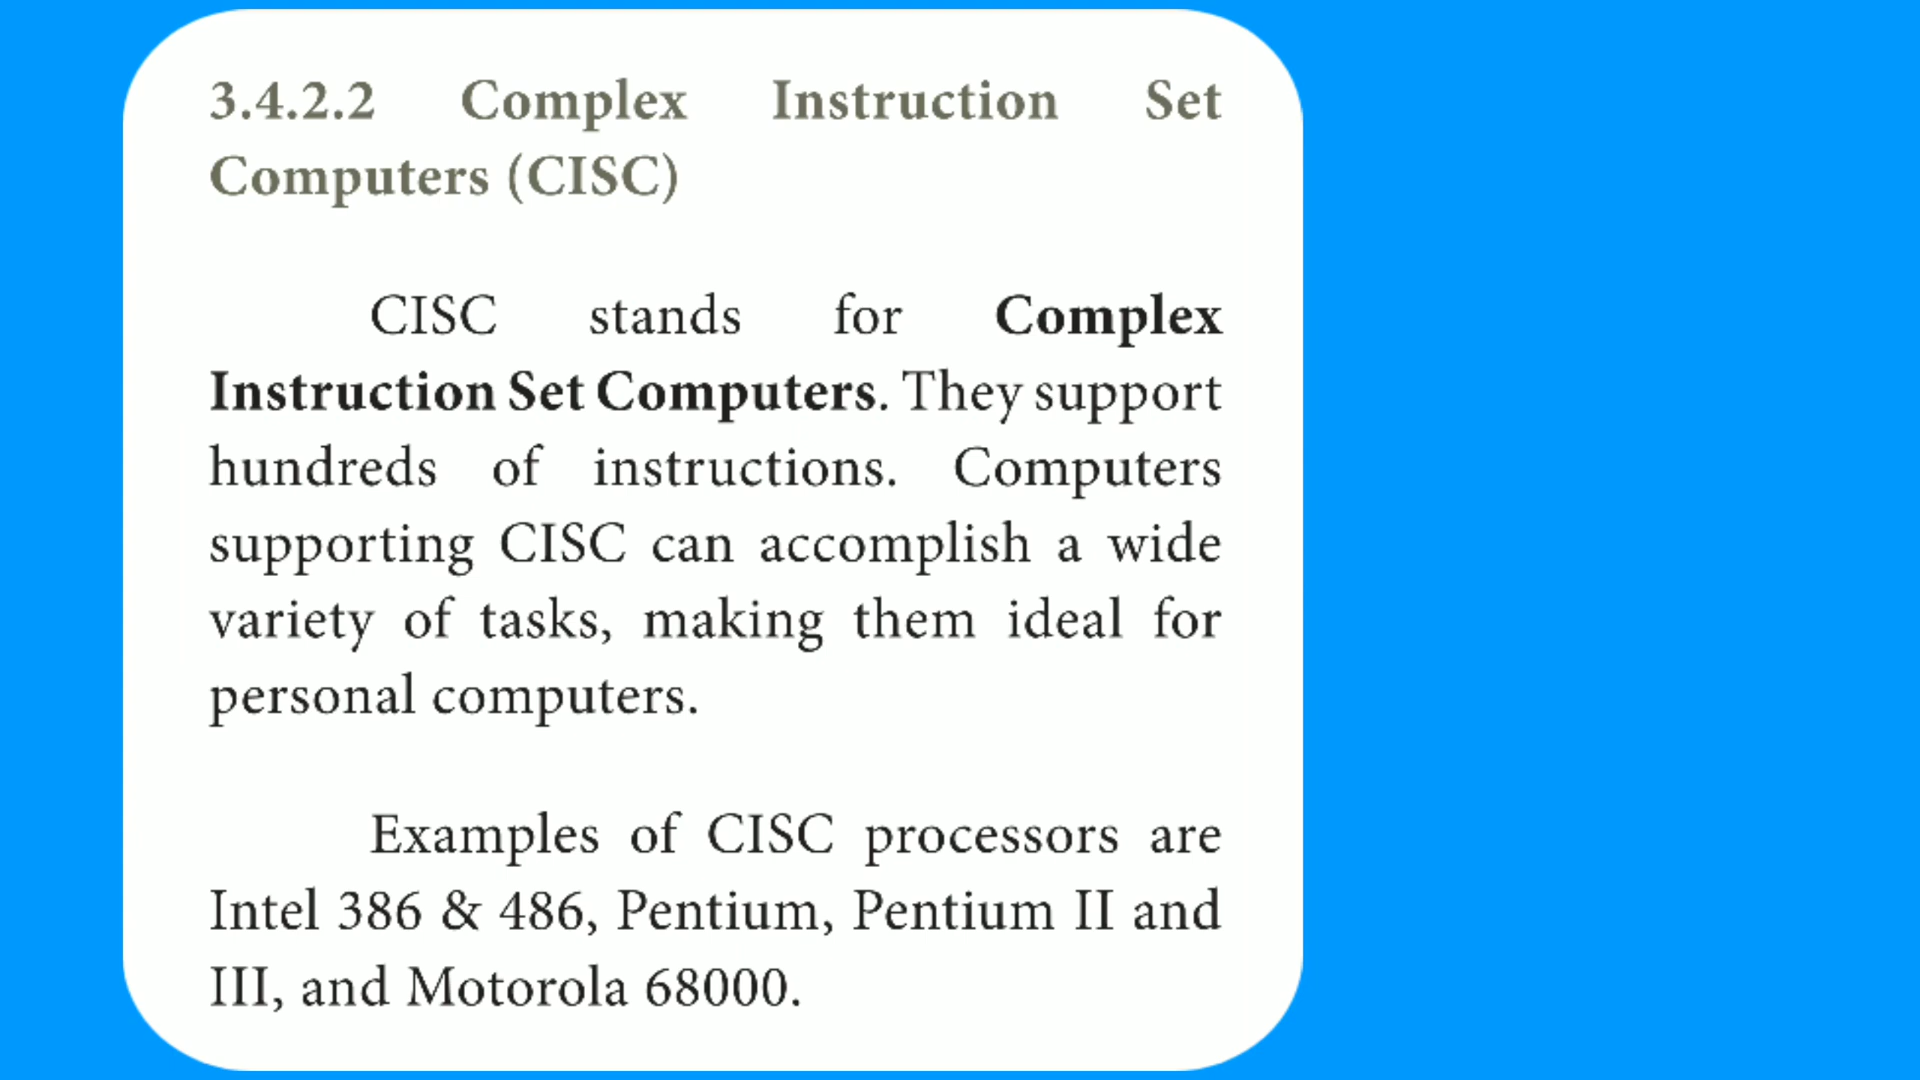 3.4.2.2 Complex Instruction Set
Computers (CISC)
CISC stands for Complex
Instruction Set Computers. They support
hundreds of instructions. Computers
supporting CISC can accomplish a wide
variety of tasks, making them ideal for
personal computers.
Examples of CISC processors are
Intel 386 & 486, Pentium, Pentium II and
III, and Motorola 68000.